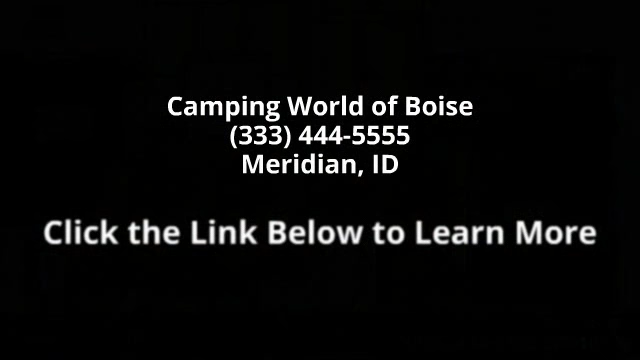 Camping World of Boise
(333) 444-5555
Meridian, ID
Click the Link Below to Learn More